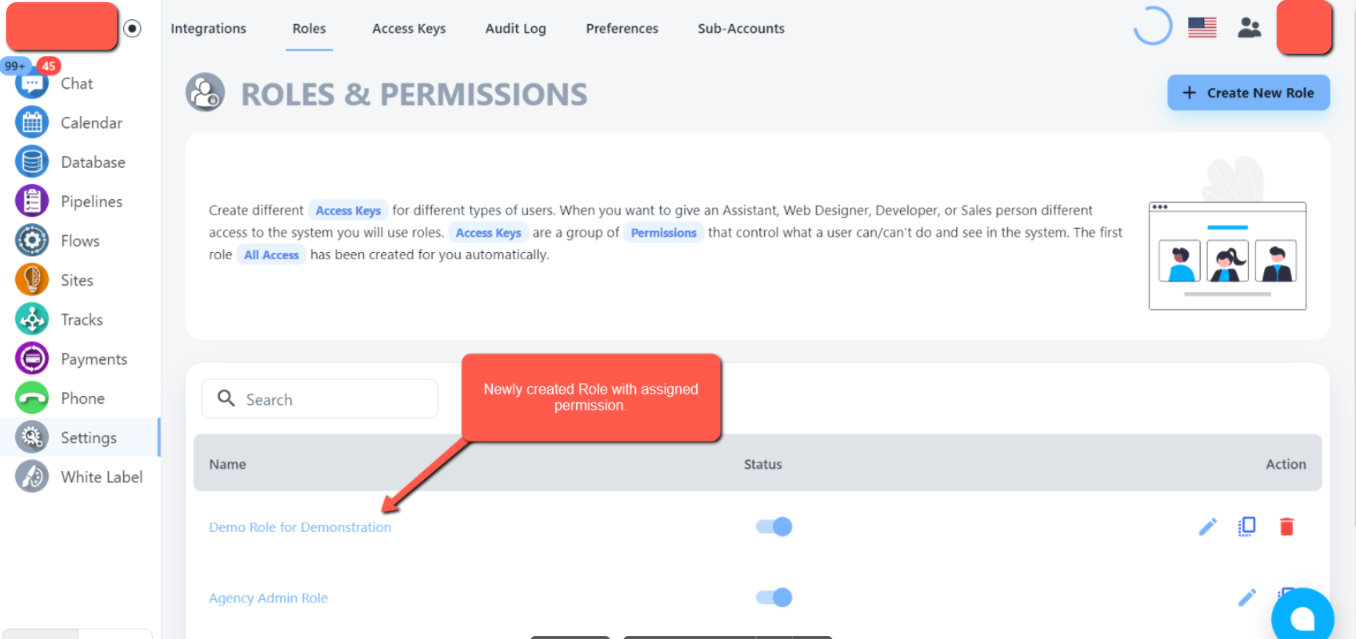 Integrations Roles Access Keys Audit Log Preferences Sub-Accounts
99+ 45
Chat
Calendar
Database
Pipelines
Flows
Sites
Tracks
Payments
Phone
Settings
White Label
ROLES & PERMISSIONS
+ Create New Role
Create different Access Keys for different types of users. When you want to give an Assistant, Web Designer, Developer, or Sales person different
access to the system you will use roles. Access Keys are a group of Permissions that control what a user can/can't do and see in the system. The first
role All Access has been created for you automatically.
Search
Newly created Role with assigned
permission.
Name Status Action
Demo Role for Demonstration
Agency Admin Role